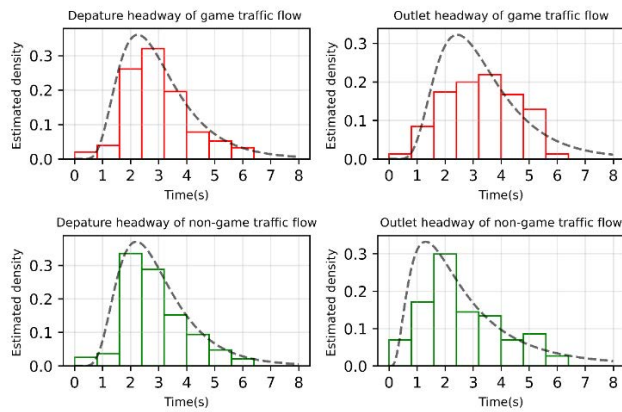 Depature headway of game traffic flow
Estimated density
0.3
0.2
0.1
0.0
0 1 2 3 4 5 6 7 8
Time(s)
Outlet headway of game traffic flow
Estimated density
0.3
0.2
0.1
0.0
0 1 2 3 4 5 6 7 8
Time(s)
Depature headway of non-game traffic flow
Estimated density
0.3
0.2
0.1
0.0
0 1 2 3 4 5 6 7 8
Time(s)
Outlet headway of non-game traffic flow
Estimated density
0.3
0.2
0.1
0.0
0 1 2 3 4 5 6 7 8
Time(s)